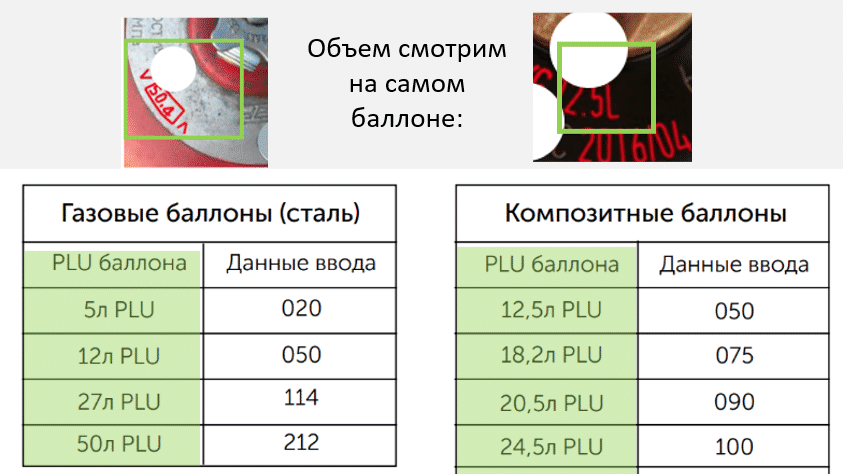 Объем смотрим
на самом
баллоне:
V 50.4 Л
2.5L
2016/04
Газовые баллоны (сталь)
PLU баллона Данные ввода
5л PLU 020
12л PLU 050
27л PLU 114
50л PLU 212
Композитные баллоны
PLU баллона Данные ввода
12,5л PLU 050
18,2л PLU 075
20,5л PLU 090
24,5л PLU 100